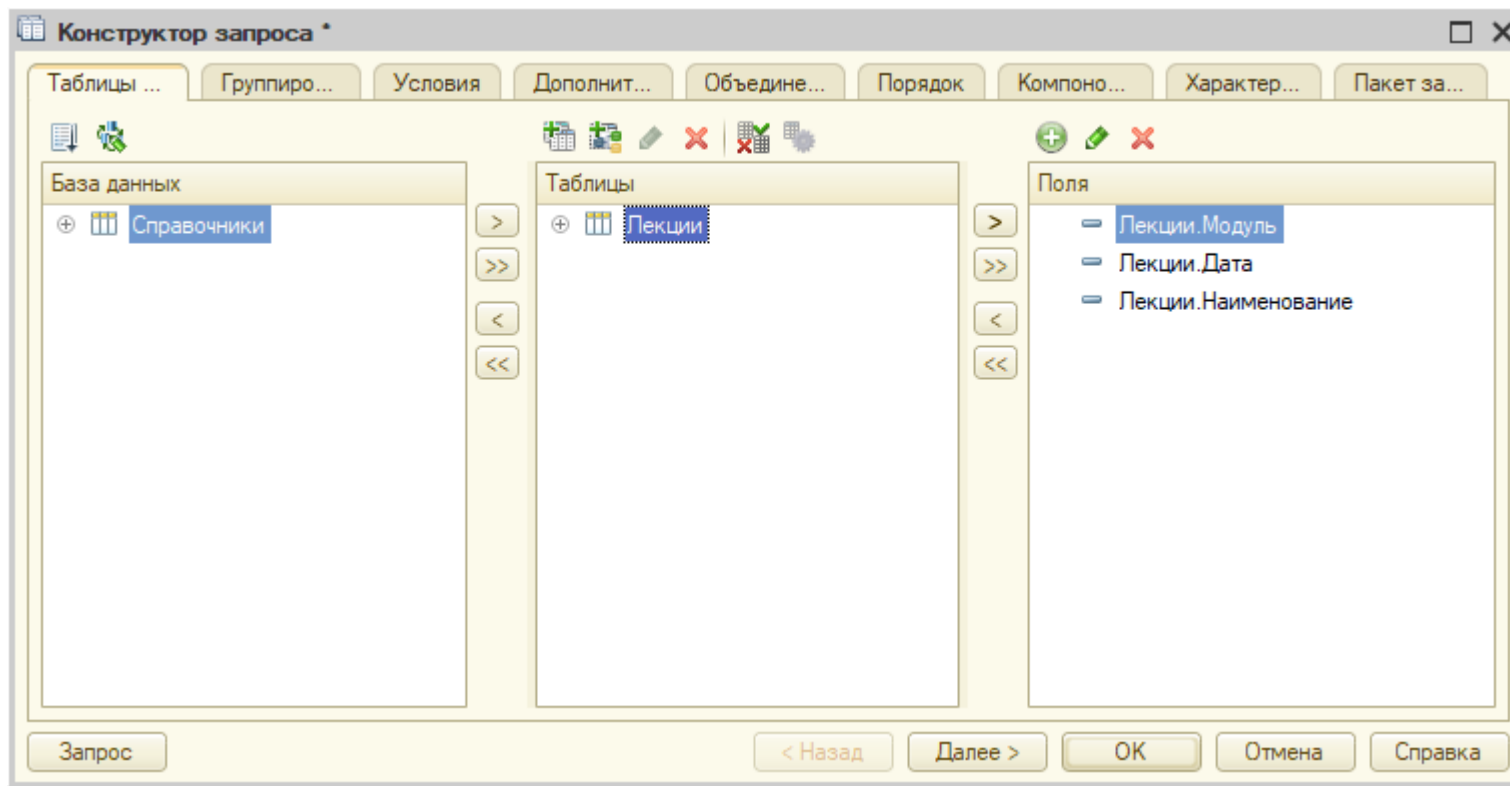 Конструктор запроса *
Таблицы ... Группиро... Условия Дополнит... Объедине... Порядок Компоно... Характер... Пакет за...
База данных
Справочники
>
>>
<
<<
Таблицы
Лекции
>
>>
<
<<
Поля
Лекции.Модуль
Лекции.Дата
Лекции.Наименование
Запрос < Назад Далее > OK Отмена Справка